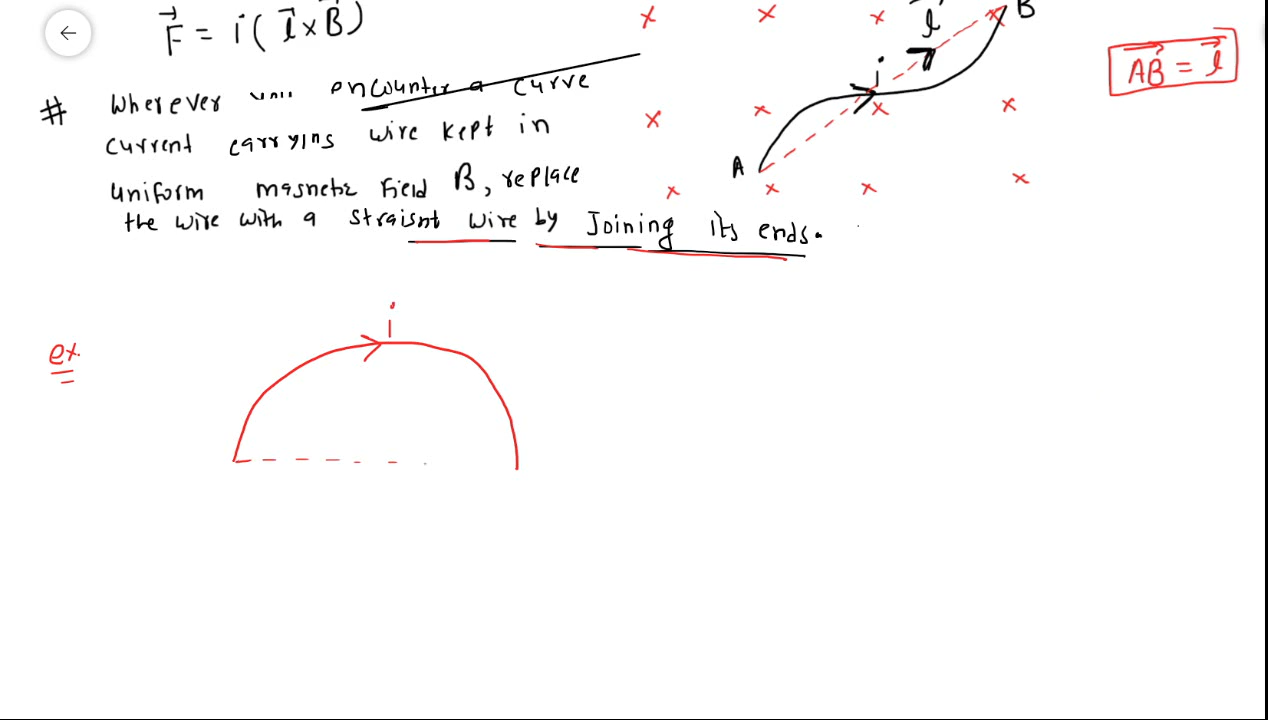 F⃗ = i ( l⃗ × B⃗ )
B
l⃗
A⃗B⃗ = l⃗
# Wherever encounter a curve
i
current carrying wire kept in
A
uniform magnetic field B, replace
the wire with a straight wire by Joining its ends.
i
ex.